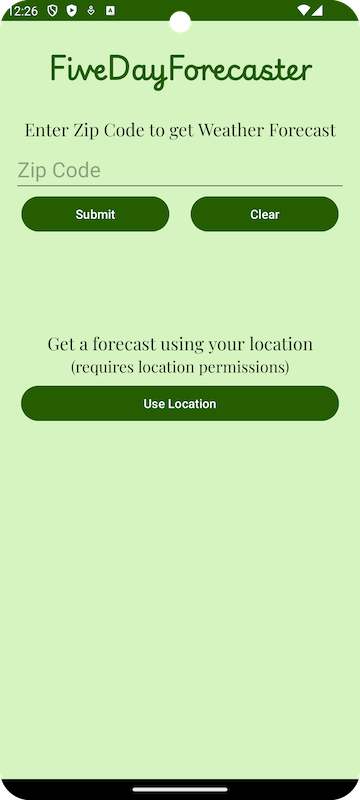 12:26
FiveDayForecaster
Enter Zip Code to get Weather Forecast
Zip Code
Submit Clear
Get a forecast using your location
(requires location permissions)
Use Location